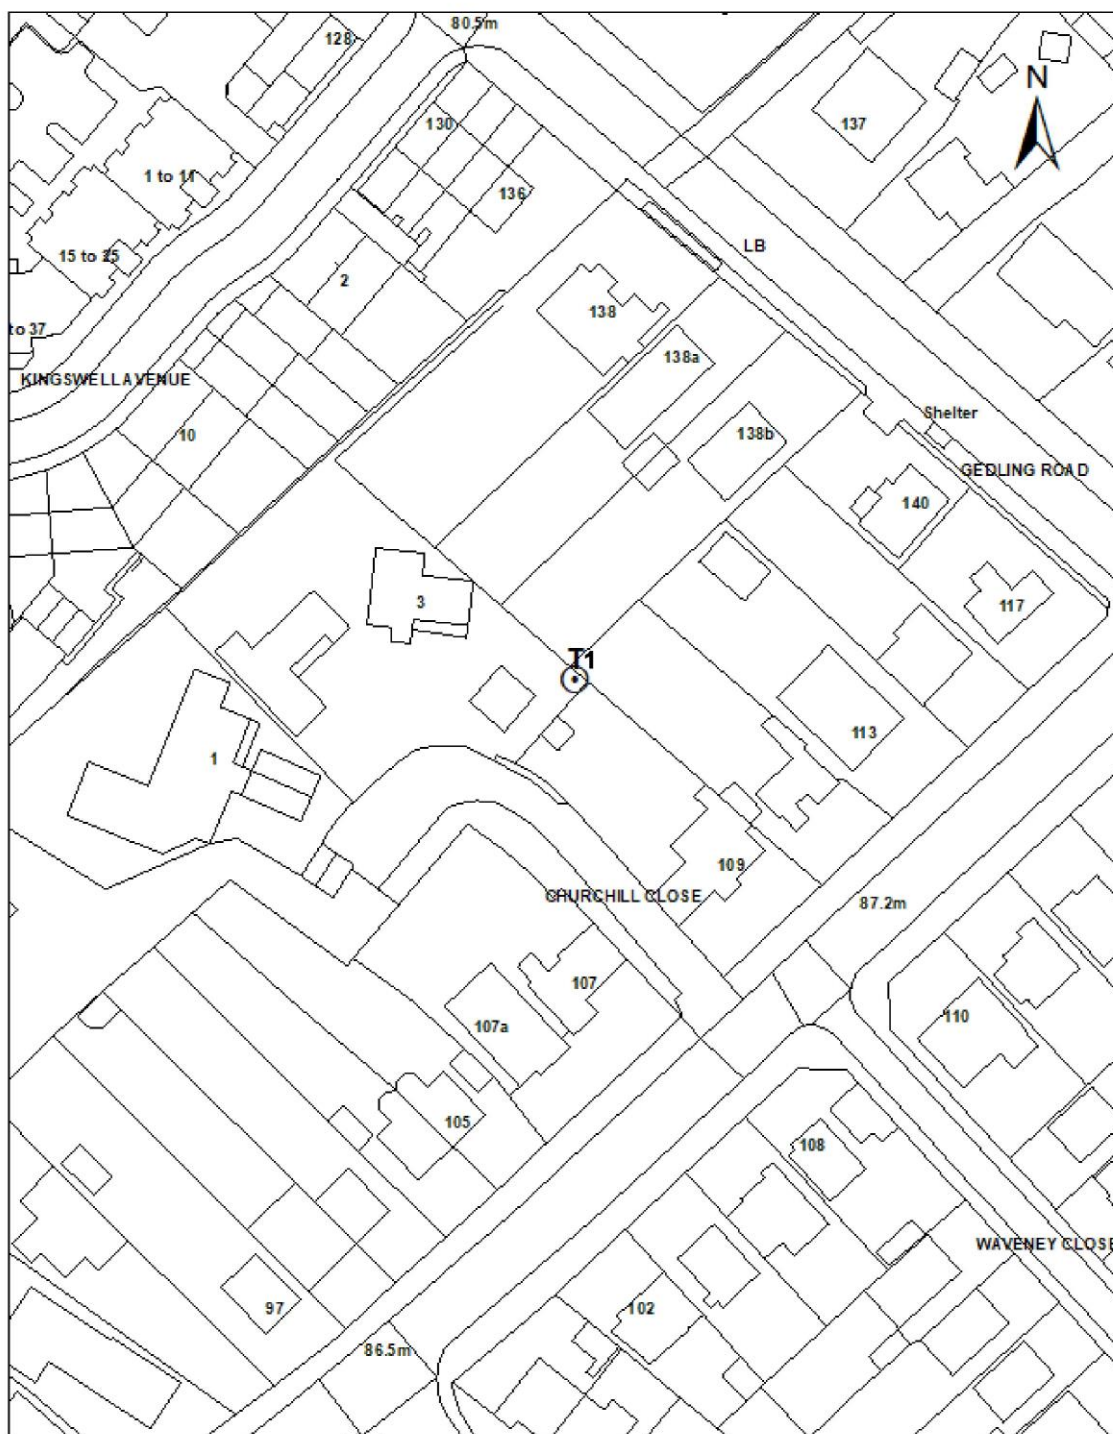 80.5m
128
N
137
130
1 to 11
136
LB
15 to 25
2
138
to 37
138a
KINGSWELL AVENUE
Shelter
10
138b
GEDLING ROAD
140
3
117
T1
113
1
109
CHURCHILL CLOSE
87.2m
107
110
107a
105
108
WAVENEY CLOSE
97
102
86.5m